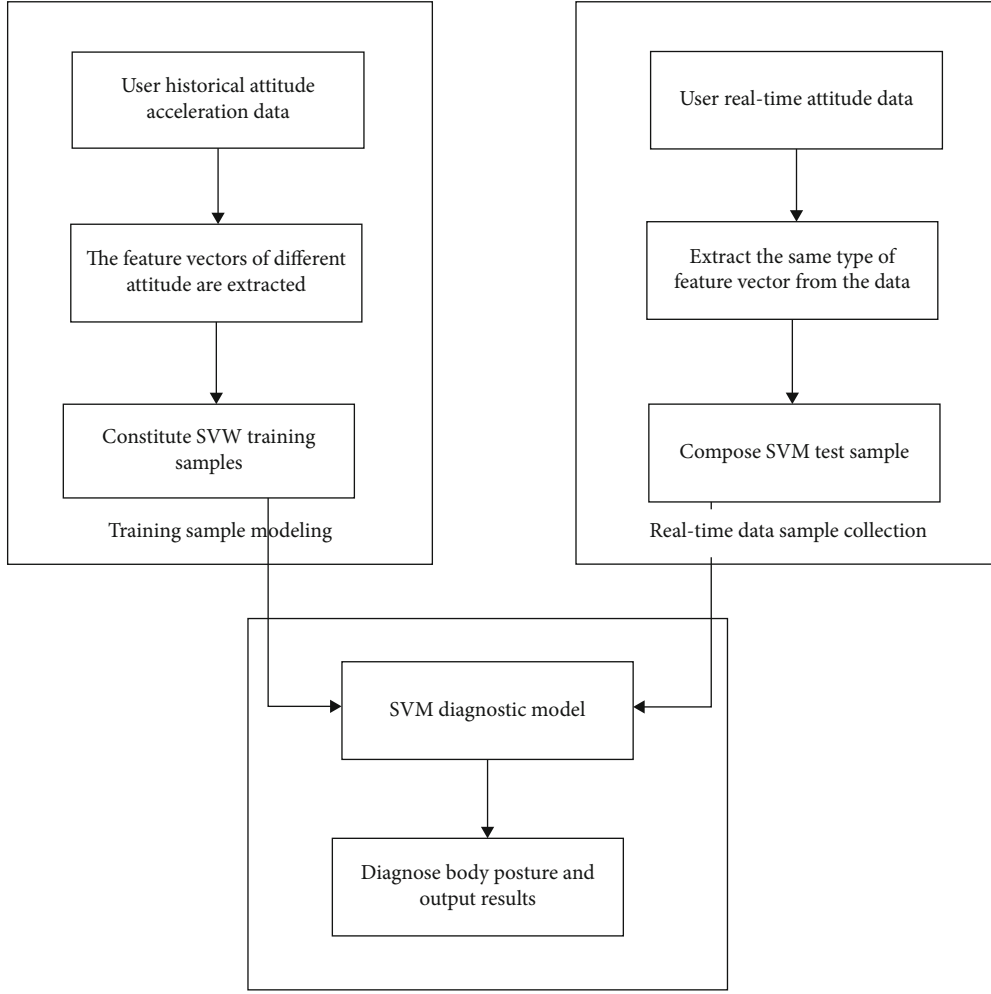 User historical attitude
acceleration data
The feature vectors of different
attitude are extracted
Constitute SVW training
samples
Training sample modeling
User real-time attitude data
Extract the same type of
feature vector from the data
Compose SVM test sample
Real-time data sample collection
SVM diagnostic model
Diagnose body posture and
output results